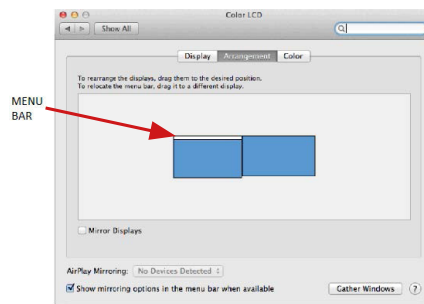 Color LCD
Show All
Display Arrangement Color
To rearrange the displays, drag them to the desired position.
To relocate the menu bar, drag it to a different display.
MENU
BAR
Mirror Displays
AirPlay Mirroring: No Devices Detected
Show mirroring options in the menu bar when available
Gather Windows ?